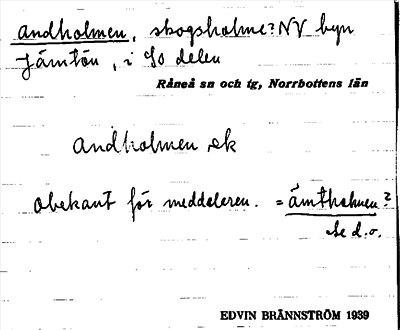 andholmen, skogsholme? NV byn
Jämtön, i So delen
Råneå sn och tg, Norrbottens län
andholmen ek
Obekant för meddelaren. = ämtholmen?
se d.o.
EDVIN BRÄNNSTRÖM 1939